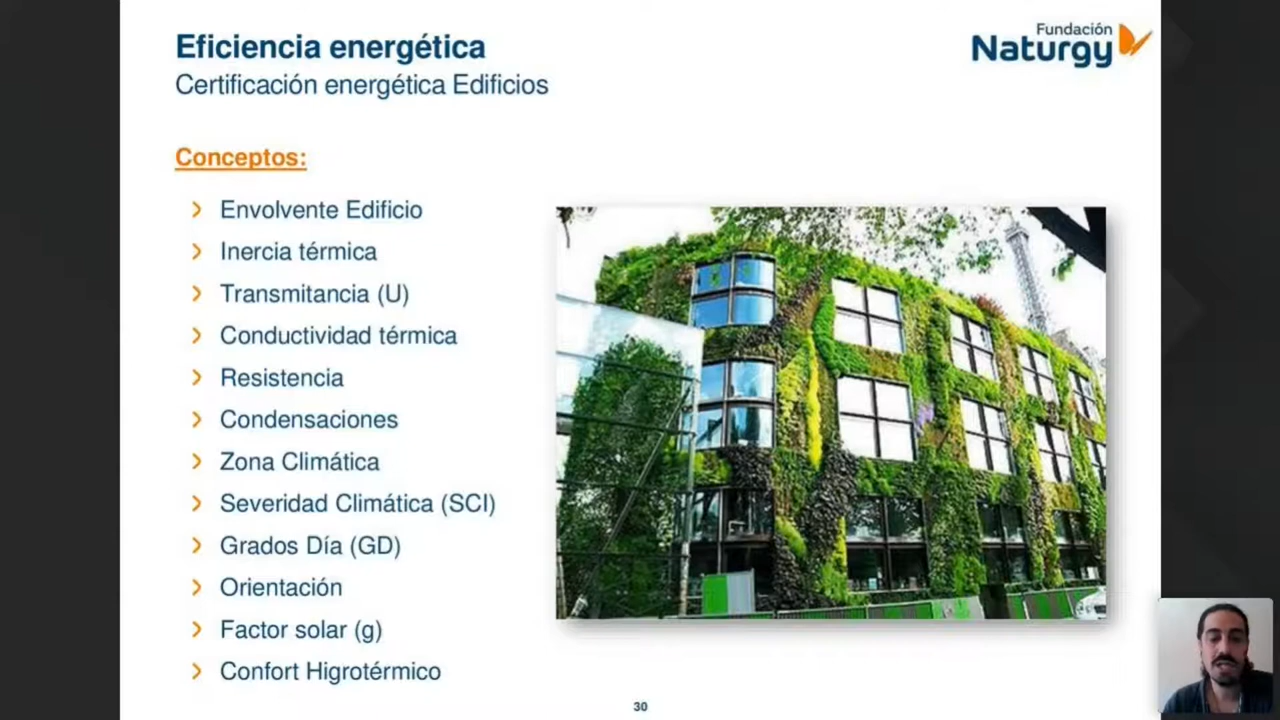 Eficiencia energética
Certificación energética Edificios
Fundación
Naturgy
Conceptos:
Envolvente Edificio
Inercia térmica
Transmitancia (U)
Conductividad térmica
Resistencia
Condensaciones
Zona Climática
Severidad Climática (SCI)
Grados Día (GD)
Orientación
Factor solar (g)
Confort Higrotérmico
30